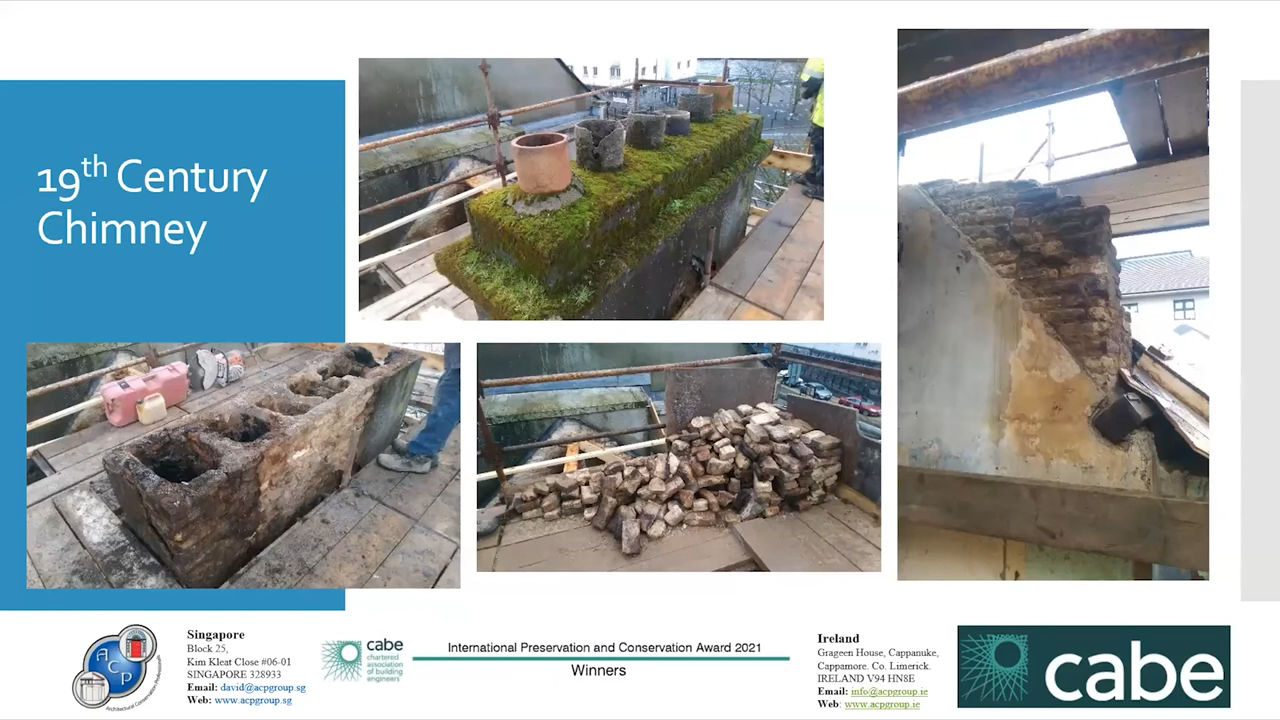 19th Century
Chimney
ACP
Singapore
Block 25,
Kim Kleat Close #06-01
SINGAPORE 328933
Email: david@acpgroup.sg
Web: www.acpgroup.sg
cabe
chartered
association of
building
engineers
International Preservation and Conservation Award 2021
Winners
Ireland
Grageen House, Cappanuke,
Cappamore. Co. Limerick.
IRELAND V94 HN8E
Email: info@acpgroup.ie
Web: www.acpgroup.ie
cabe